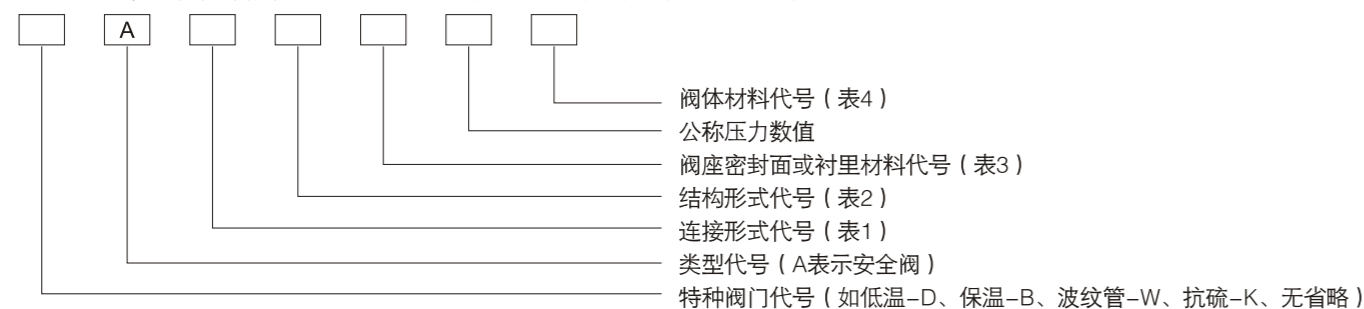 A
阀体材料代号（表4）
公称压力数值
阀座密封面或衬里材料代号（表3）
结构形式代号（表2）
连接形式代号（表1）
类型代号（A表示安全阀）
特种阀门代号（如低温–D、保温–B、波纹管–W、抗硫–K、无省略）